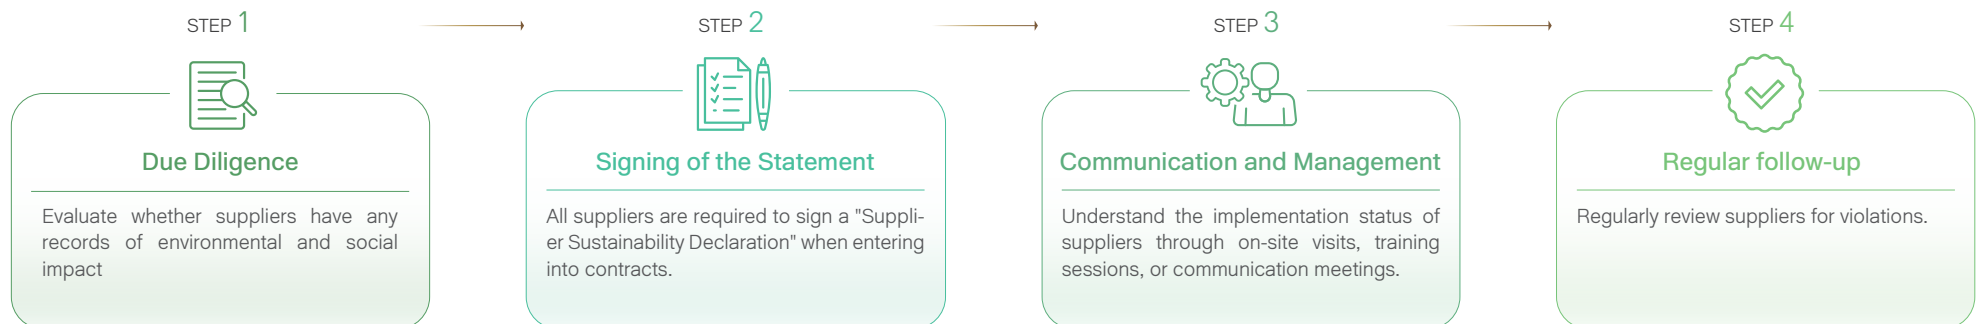 STEP 1
Due Diligence
Evaluate whether suppliers have any
records of environmental and social
impact
STEP 2
Signing of the Statement
All suppliers are required to sign a "Suppli-
er Sustainability Declaration" when entering
into contracts.
STEP 3
Communication and Management
Understand the implementation status of
suppliers through on-site visits, training
sessions, or communication meetings.
STEP 4
Regular follow-up
Regularly review suppliers for violations.